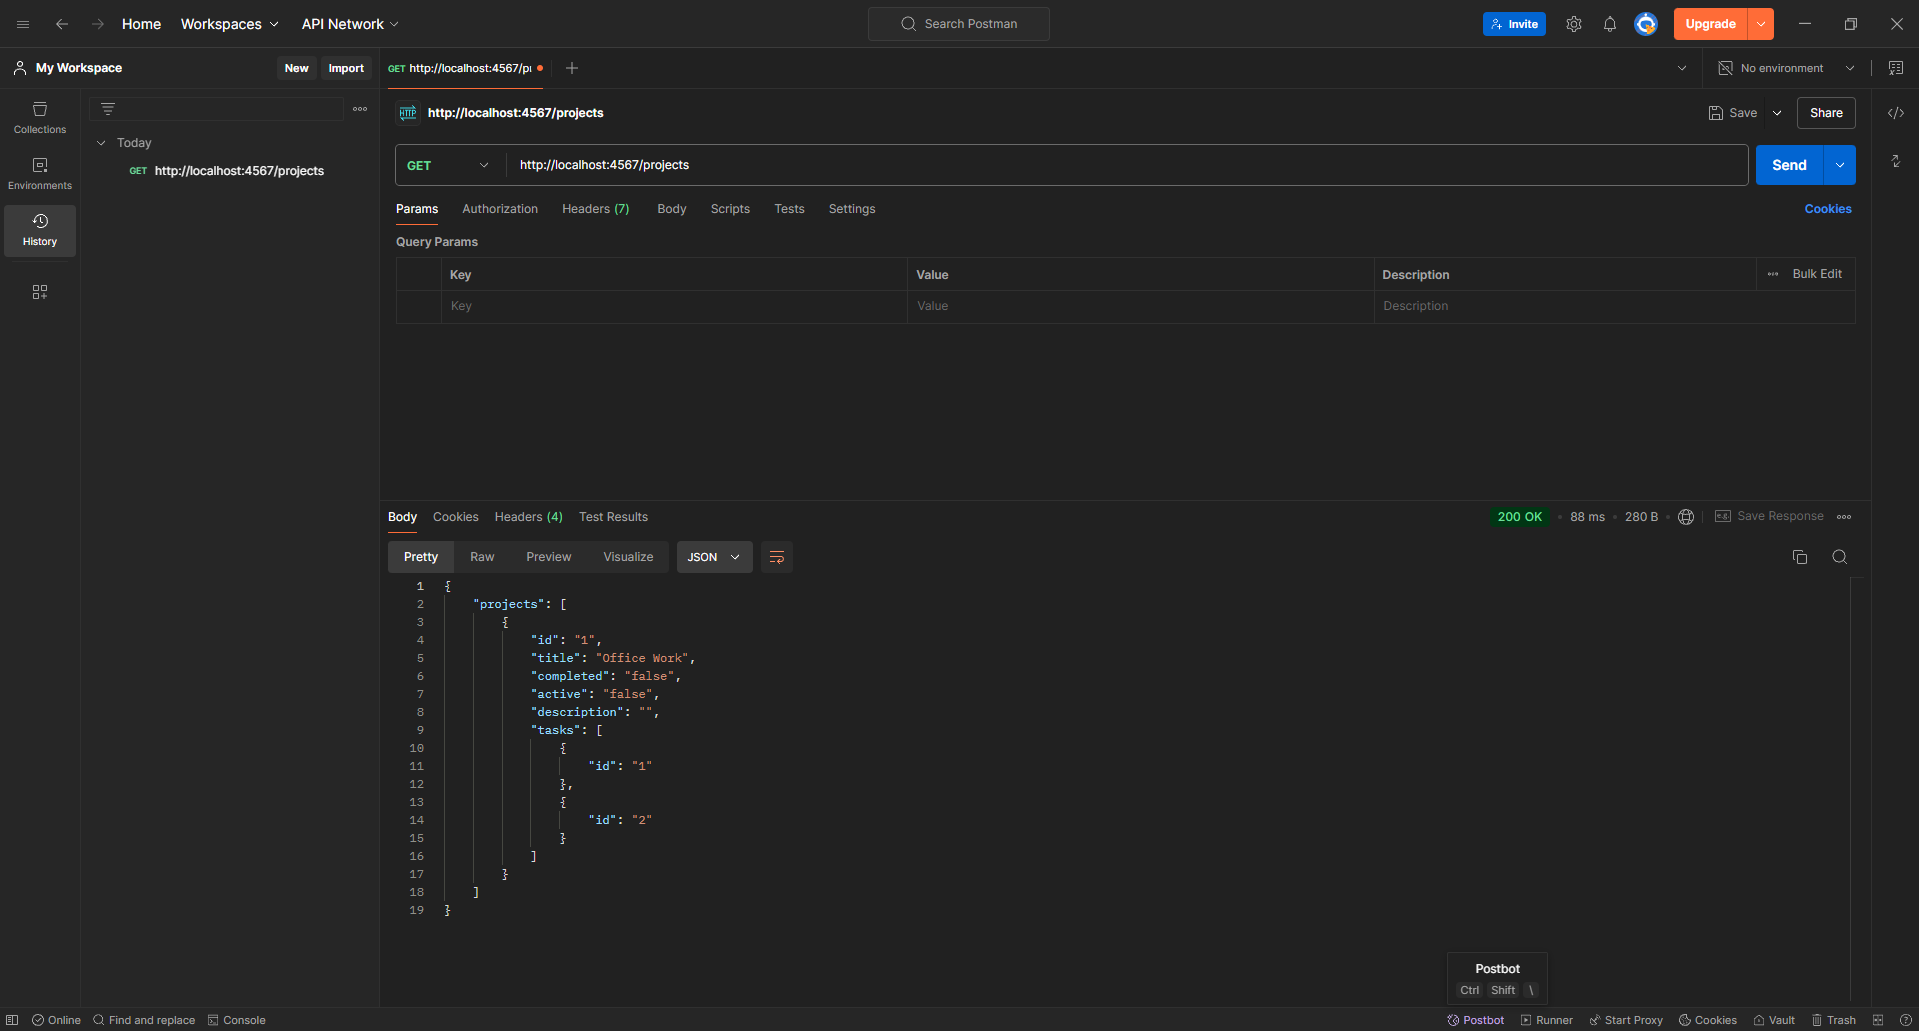 Home Workspaces API Network Search Postman Invite Upgrade
My Workspace New Import GET http://localhost:4567/p No environment
Collections
Environments
History
Today
GET http://localhost:4567/projects
HTTP http://localhost:4567/projects Save Share
GET http://localhost:4567/projects Send
Params Authorization Headers (7) Body Scripts Tests Settings Cookies
Query Params
Key Value Description Bulk Edit
Key Value Description
Body Cookies Headers (4) Test Results 200 OK 88 ms 280 B e.g. Save Response
Pretty Raw Preview Visualize JSON
1 {
2 "projects": [
3 {
4 "id": "1",
5 "title": "Office Work",
6 "completed": "false",
7 "active": "false",
8 "description": "",
9 "tasks": [
10 {
11 "id": "1"
12 },
13 {
14 "id": "2"
15 }
16 ]
17 }
18 ]
19 }
Postbot
Ctrl Shift \
Online Find and replace Console Postbot Runner Start Proxy Cookies Vault Trash